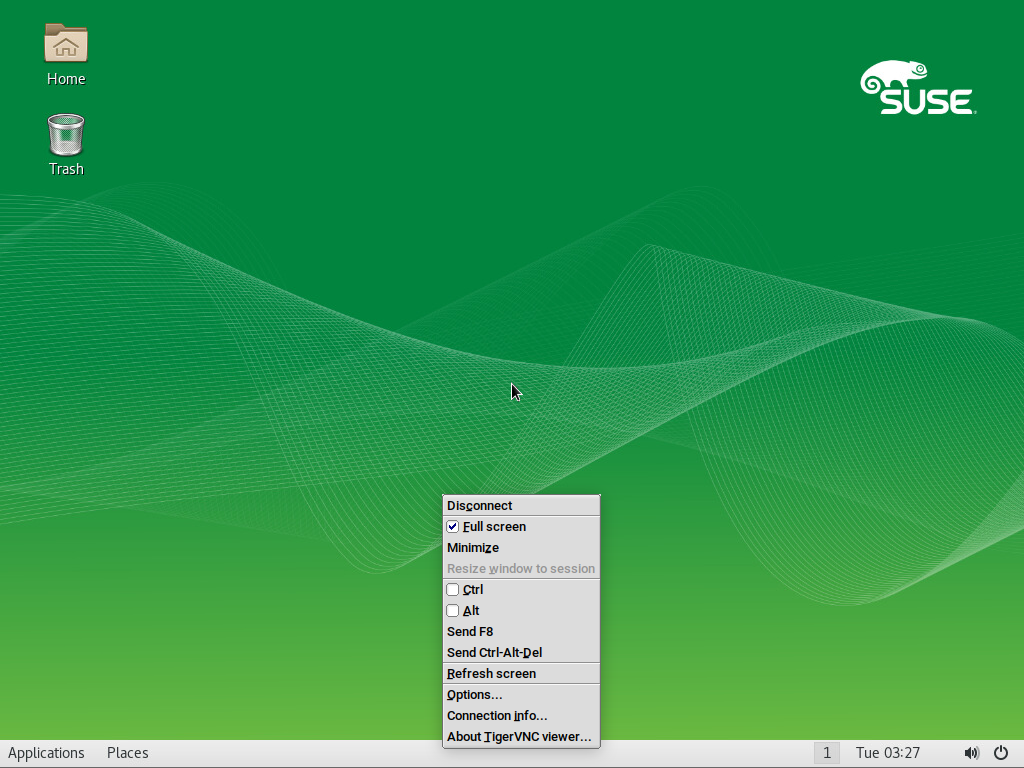 Home
SUSE
Trash
Disconnect
Full screen
Minimize
Resize window to session
Ctrl
Alt
Send F8
Send Ctrl-Alt-Del
Refresh screen
Options...
Connection info...
About TigerVNC viewer...
Applications Places 1 Tue 03:27